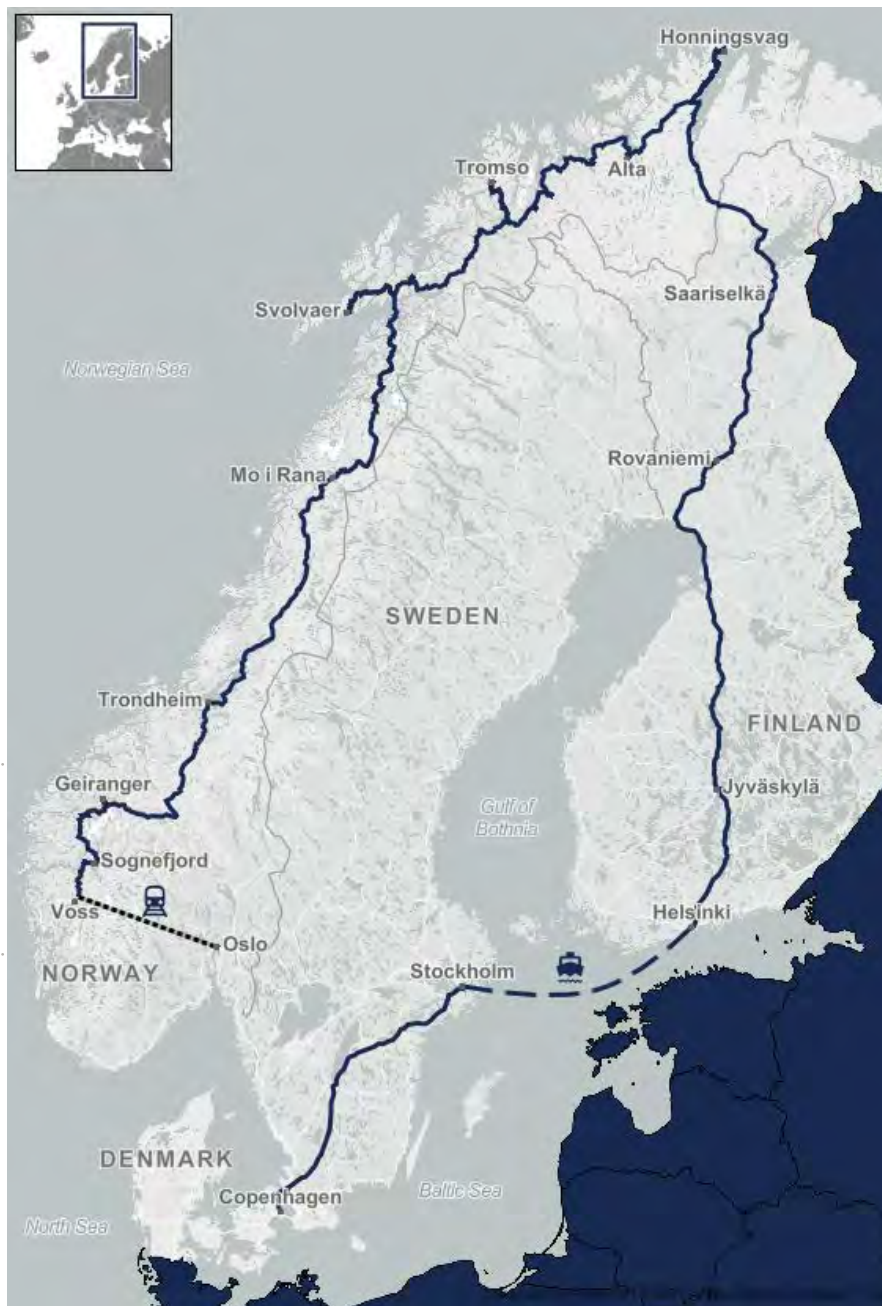 Honningsvag
Tromso
Alta
Svolvaer
Saariselkä
Norwegian Sea
Rovaniemi
Mo i Rana
SWEDEN
Trondheim
FINLAND
Geiranger
Jyväskylä
Gulf of
Bothnia
Sognefjord
Voss
Helsinki
Oslo
NORWAY
Stockholm
DENMARK
Copenhagen
Baltic Sea
North Sea